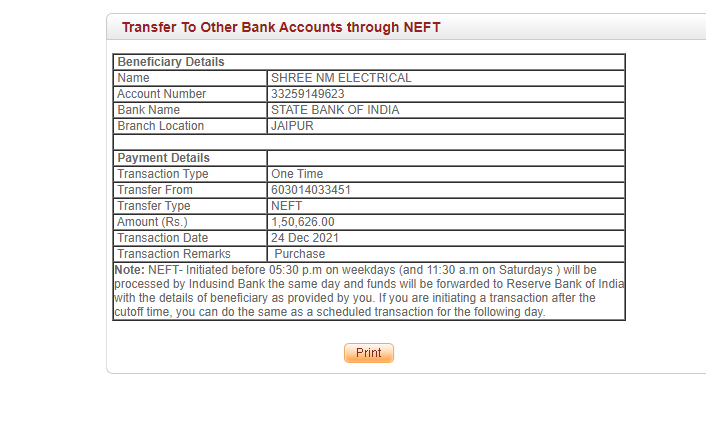 Transfer To Other Bank Accounts through NEFT
Beneficiary Details
Name SHREE NM ELECTRICAL
Account Number 33259149623
Bank Name STATE BANK OF INDIA
Branch Location JAIPUR
Payment Details
Transaction Type One Time
Transfer From 603014033451
Transfer Type NEFT
Amount (Rs.) 1,50,626.00
Transaction Date 24 Dec 2021
Transaction Remarks Purchase
Note: NEFT- Initiated before 05:30 p.m on weekdays (and 11:30 a.m on Saturdays ) will be
processed by Indusind Bank the same day and funds will be forwarded to Reserve Bank of India
with the details of beneficiary as provided by you. If you are initiating a transaction after the
cutoff time, you can do the same as a scheduled transaction for the following day.
Print